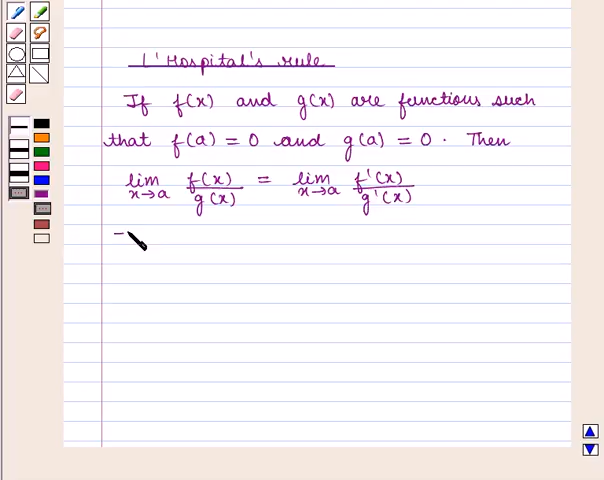 L'Hospital's rule
If f(x) and g(x) are functions such
that f(a) = 0 and g(a) = 0 . Then
lim x→a f(x)/g(x) = lim x→a f'(x)/g'(x)